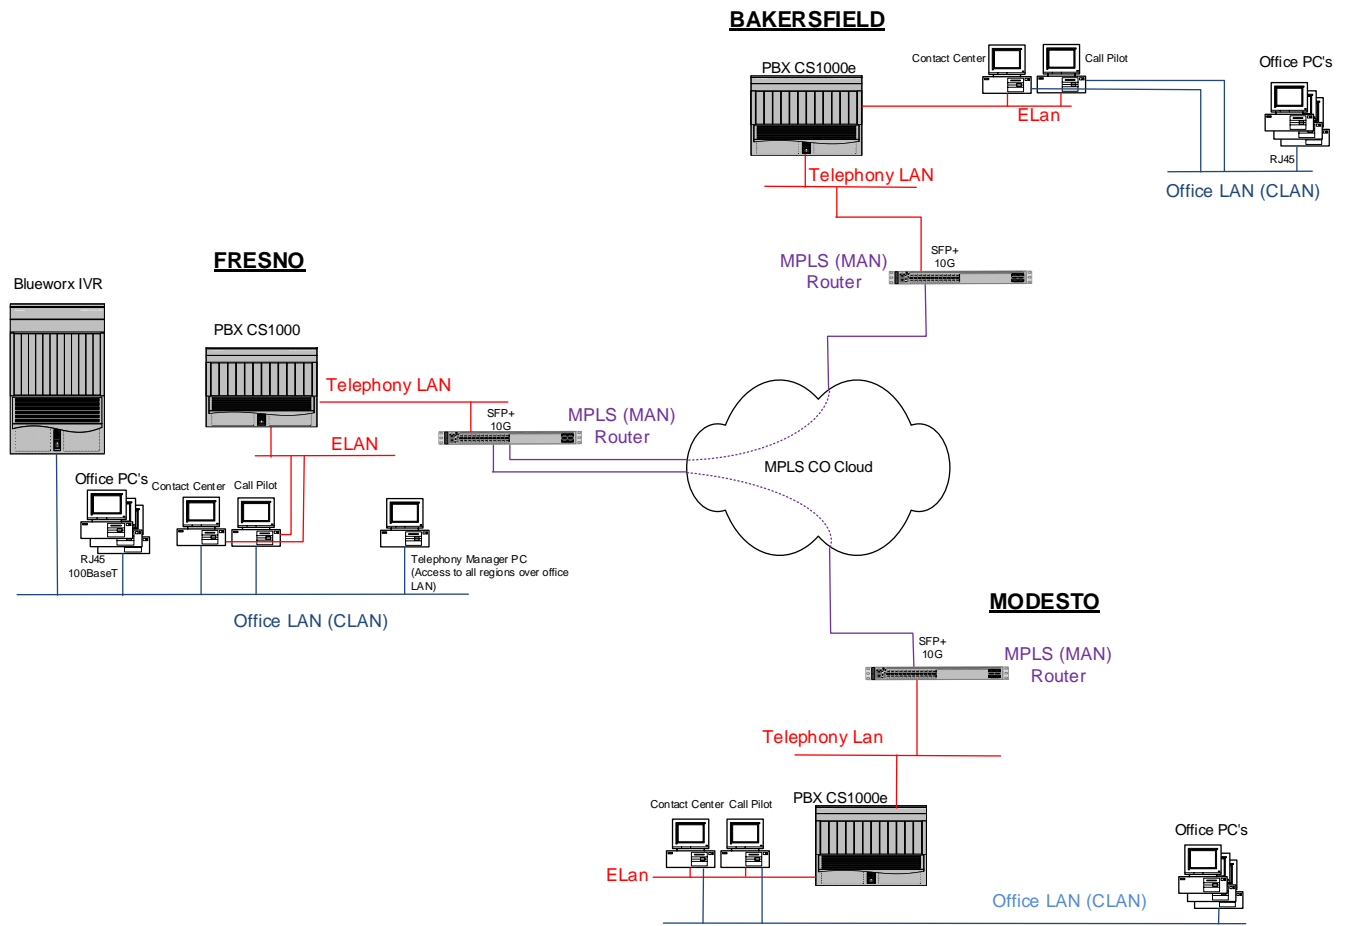 BAKERSFIELD
PBX CS1000e
Contact Center
Call Pilot
Office PC's
ELan
RJ45
Telephony LAN
Office LAN (CLAN)
SFP+
10G
MPLS (MAN)
Router
FRESNO
Blueworx IVR
PBX CS1000
Telephony LAN
SFP+
10G
MPLS (MAN)
Router
ELAN
MPLS CO Cloud
Office PC's
Contact Center
Call Pilot
RJ45
100BaseT
Telephony Manager PC
(Access to all regions over office
LAN)
Office LAN (CLAN)
MODESTO
SFP+
10G
MPLS (MAN)
Router
Telephony Lan
PBX CS1000e
Contact Center
Call Pilot
Office PC's
ELan
Office LAN (CLAN)